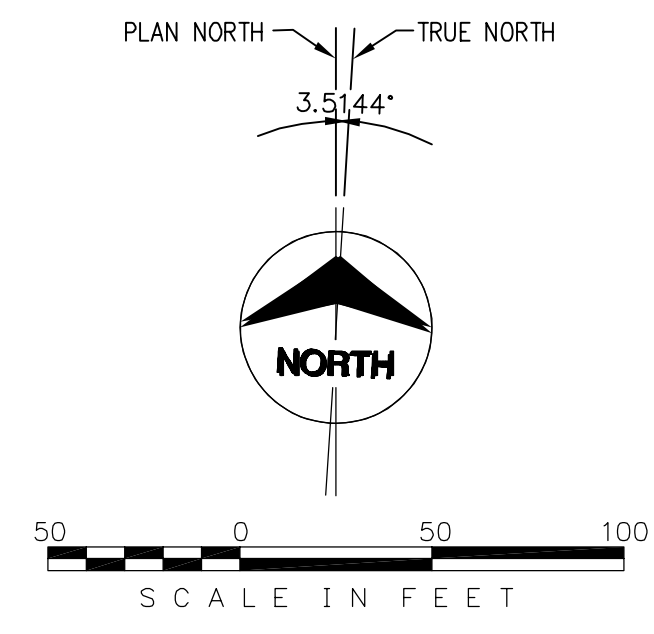 PLAN NORTH TRUE NORTH
3.5144°
NORTH
50 0 50 100
SCALE IN FEET